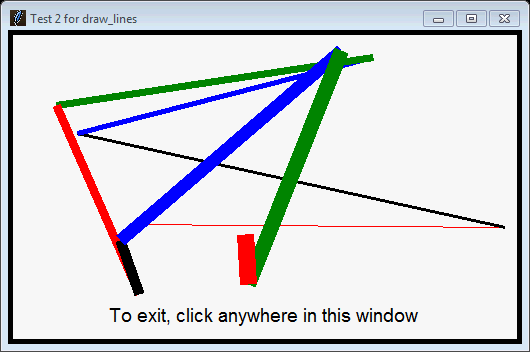 Test 2 for draw_lines
To exit, click anywhere in this window